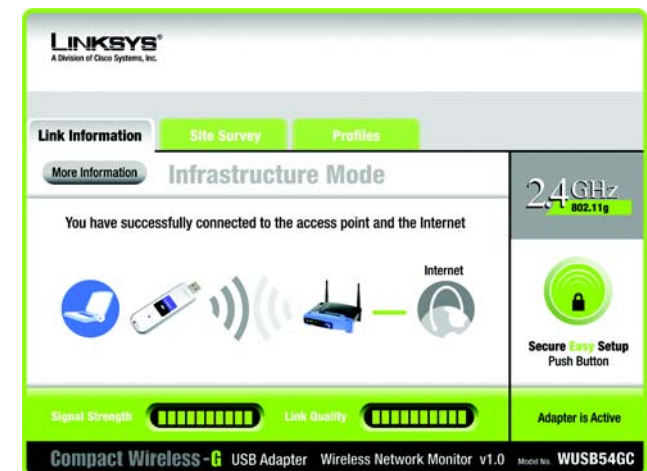 LINKSYS®
A Division of Cisco Systems, Inc.
Link Information
Site Survey
Profiles
More Information
Infrastructure Mode
2.4GHz
802.11g
You have successfully connected to the access point and the Internet
Internet
Secure Easy Setup
Push Button
Signal Strength
Link Quality
Adapter is Active
Compact Wireless-G USB Adapter Wireless Network Monitor v1.0 Model No. WUSB54GC